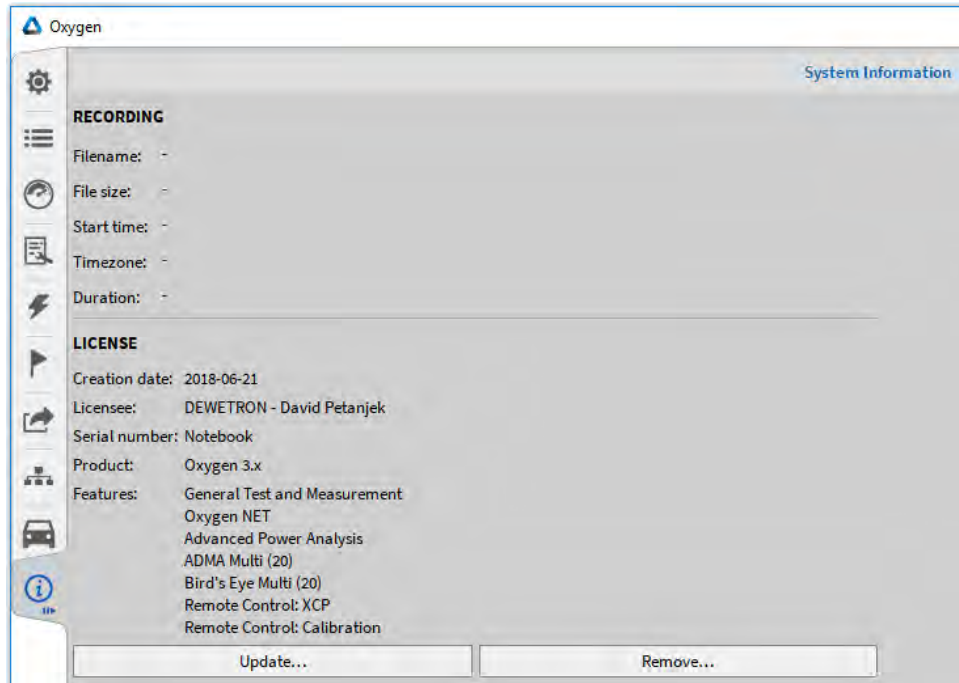 Oxygen
System Information
RECORDING
Filename: -
File size: -
Start time: -
Timezone: -
Duration: -
LICENSE
Creation date: 2018-06-21
Licensee: DEWETRON - David Petanjek
Serial number: Notebook
Product: Oxygen 3.x
Features: General Test and Measurement
Oxygen NET
Advanced Power Analysis
ADMA Multi (20)
Bird's Eye Multi (20)
Remote Control: XCP
Remote Control: Calibration
Update... Remove...